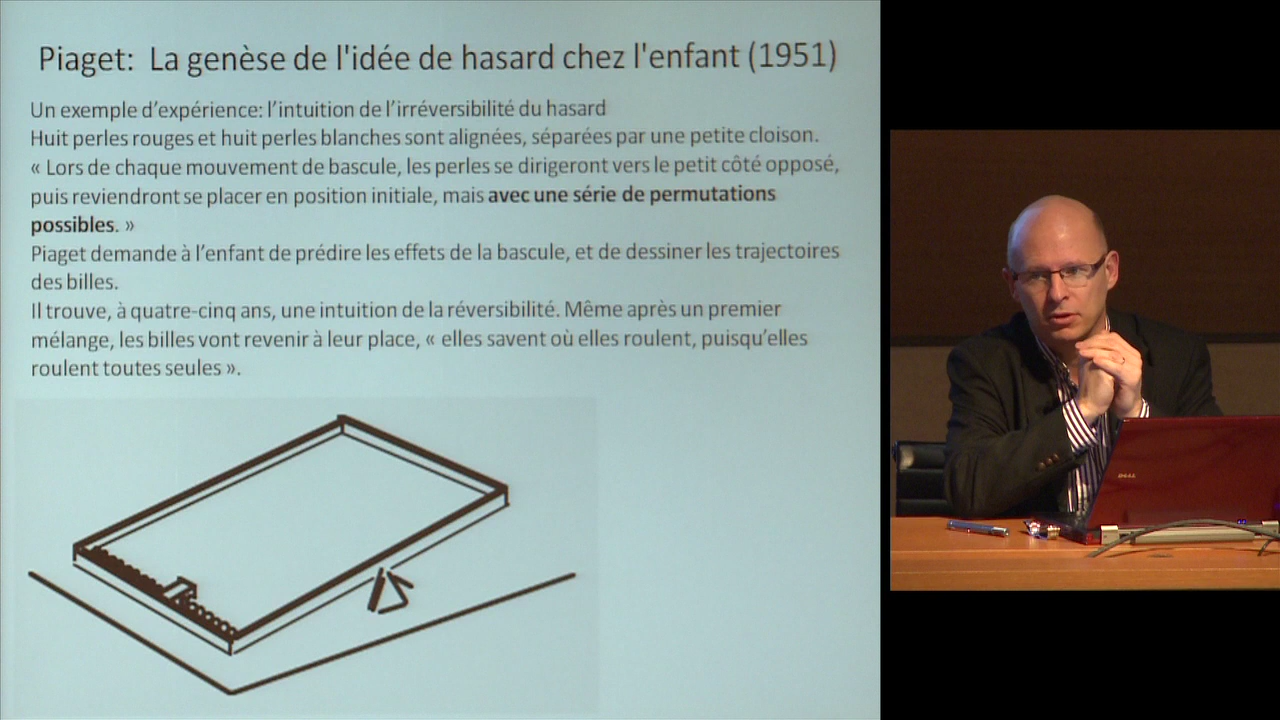 Piaget: La genèse de l'idée de hasard chez l'enfant (1951)
Un exemple d'expérience: l'intuition de l'irréversibilité du hasard
Huit perles rouges et huit perles blanches sont alignées, séparées par une petite cloison.
« Lors de chaque mouvement de bascule, les perles se dirigeront vers le petit côté opposé,
puis reviendront se placer en position initiale, mais avec une série de permutations
possibles. »
Piaget demande à l'enfant de prédire les effets de la bascule, et de dessiner les trajectoires
des billes.
Il trouve, à quatre-cinq ans, une intuition de la réversibilité. Même après un premier
mélange, les billes vont revenir à leur place, « elles savent où elles roulent, puisqu'elles
roulent toutes seules ».
DELL